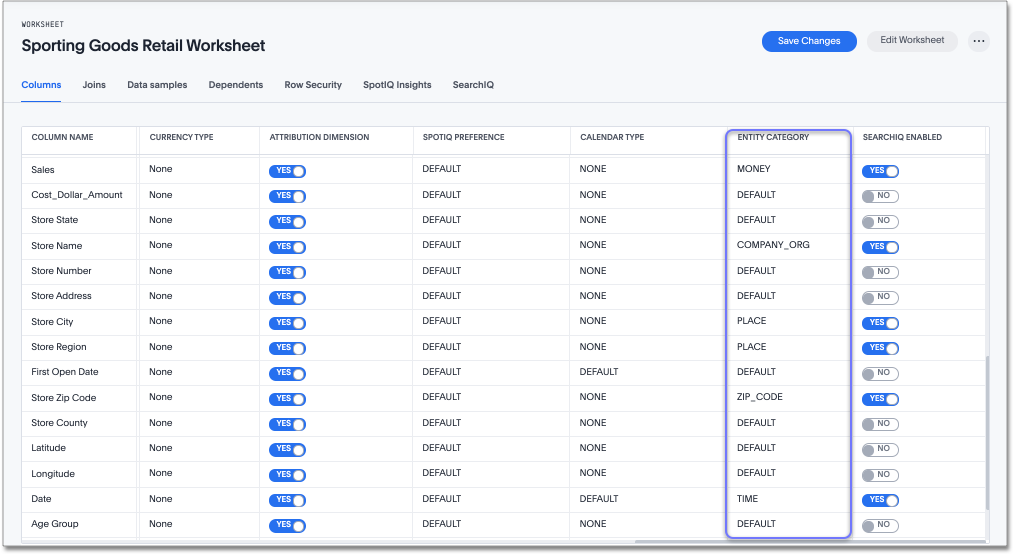 WORKSHEET
Sporting Goods Retail Worksheet
Save Changes Edit Worksheet ...
Columns Joins Data samples Dependents Row Security SpotIQ Insights SearchIQ
COLUMN NAME CURRENCY TYPE ATTRIBUTION DIMENSION SPOTIQ PREFERENCE CALENDAR TYPE ENTITY CATEGORY SEARCHIQ ENABLED
Sales None YES DEFAULT NONE MONEY YES
Cost_Dollar_Amount None YES DEFAULT NONE DEFAULT NO
Store State None YES DEFAULT NONE DEFAULT NO
Store Name None YES DEFAULT NONE COMPANY_ORG YES
Store Number None YES DEFAULT NONE DEFAULT NO
Store Address None YES DEFAULT NONE DEFAULT NO
Store City None YES DEFAULT NONE PLACE YES
Store Region None YES DEFAULT NONE PLACE YES
First Open Date None YES DEFAULT DEFAULT DEFAULT NO
Store Zip Code None YES DEFAULT NONE ZIP_CODE YES
Store County None YES DEFAULT NONE DEFAULT NO
Latitude None YES DEFAULT NONE DEFAULT NO
Longitude None YES DEFAULT NONE DEFAULT NO
Date None YES DEFAULT DEFAULT TIME YES
Age Group None YES DEFAULT NONE DEFAULT NO